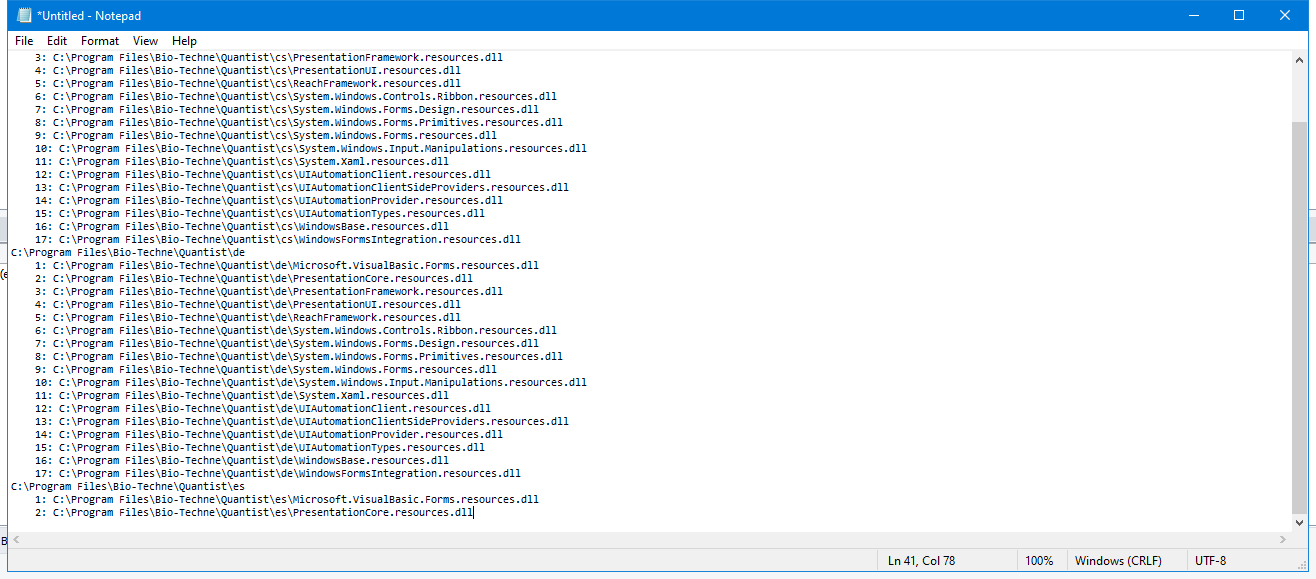 *Untitled - Notepad
File Edit Format View Help
3: C:\Program Files\Bio-Techne\Quantist\cs\PresentationFramework.resources.dll
4: C:\Program Files\Bio-Techne\Quantist\cs\PresentationUI.resources.dll
5: C:\Program Files\Bio-Techne\Quantist\cs\ReachFramework.resources.dll
6: C:\Program Files\Bio-Techne\Quantist\cs\System.Windows.Controls.Ribbon.resources.dll
7: C:\Program Files\Bio-Techne\Quantist\cs\System.Windows.Forms.Design.resources.dll
8: C:\Program Files\Bio-Techne\Quantist\cs\System.Windows.Forms.Primitives.resources.dll
9: C:\Program Files\Bio-Techne\Quantist\cs\System.Windows.Forms.resources.dll
10: C:\Program Files\Bio-Techne\Quantist\cs\System.Windows.Input.Manipulations.resources.dll
11: C:\Program Files\Bio-Techne\Quantist\cs\System.Xaml.resources.dll
12: C:\Program Files\Bio-Techne\Quantist\cs\UIAutomationClient.resources.dll
13: C:\Program Files\Bio-Techne\Quantist\cs\UIAutomationClientSideProviders.resources.dll
14: C:\Program Files\Bio-Techne\Quantist\cs\UIAutomationProvider.resources.dll
15: C:\Program Files\Bio-Techne\Quantist\cs\UIAutomationTypes.resources.dll
16: C:\Program Files\Bio-Techne\Quantist\cs\WindowsBase.resources.dll
17: C:\Program Files\Bio-Techne\Quantist\cs\WindowsFormsIntegration.resources.dll
C:\Program Files\Bio-Techne\Quantist\de
1: C:\Program Files\Bio-Techne\Quantist\de\Microsoft.VisualBasic.Forms.resources.dll
2: C:\Program Files\Bio-Techne\Quantist\de\PresentationCore.resources.dll
3: C:\Program Files\Bio-Techne\Quantist\de\PresentationFramework.resources.dll
4: C:\Program Files\Bio-Techne\Quantist\de\PresentationUI.resources.dll
5: C:\Program Files\Bio-Techne\Quantist\de\ReachFramework.resources.dll
6: C:\Program Files\Bio-Techne\Quantist\de\System.Windows.Controls.Ribbon.resources.dll
7: C:\Program Files\Bio-Techne\Quantist\de\System.Windows.Forms.Design.resources.dll
8: C:\Program Files\Bio-Techne\Quantist\de\System.Windows.Forms.Primitives.resources.dll
9: C:\Program Files\Bio-Techne\Quantist\de\System.Windows.Forms.resources.dll
10: C:\Program Files\Bio-Techne\Quantist\de\System.Windows.Input.Manipulations.resources.dll
11: C:\Program Files\Bio-Techne\Quantist\de\System.Xaml.resources.dll
12: C:\Program Files\Bio-Techne\Quantist\de\UIAutomationClient.resources.dll
13: C:\Program Files\Bio-Techne\Quantist\de\UIAutomationClientSideProviders.resources.dll
14: C:\Program Files\Bio-Techne\Quantist\de\UIAutomationProvider.resources.dll
15: C:\Program Files\Bio-Techne\Quantist\de\UIAutomationTypes.resources.dll
16: C:\Program Files\Bio-Techne\Quantist\de\WindowsBase.resources.dll
17: C:\Program Files\Bio-Techne\Quantist\de\WindowsFormsIntegration.resources.dll
C:\Program Files\Bio-Techne\Quantist\es
1: C:\Program Files\Bio-Techne\Quantist\es\Microsoft.VisualBasic.Forms.resources.dll
2: C:\Program Files\Bio-Techne\Quantist\es\PresentationCore.resources.dll
Ln 41, Col 78 100% Windows (CRLF) UTF-8